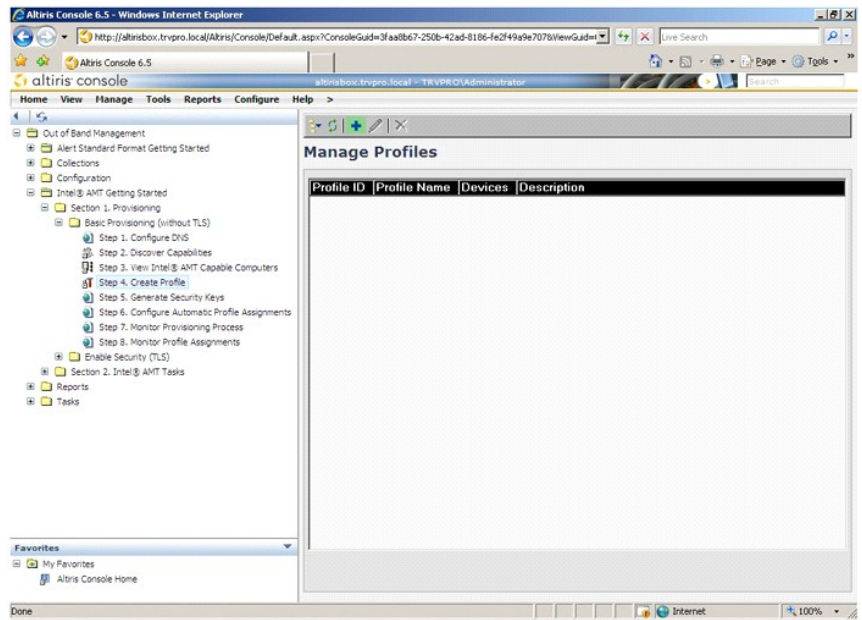 Altiris Console 6.5 - Windows Internet Explorer
http://altirisbox.trvpro.local/Altiris/Console/Default.aspx?ConsoleGuid=3faa8b67-250b-42ad-8186-fe2f49a9e707&ViewGuid=
Live Search
Altiris Console 6.5
Page
Tools
altiris console
altirisbox.trvpro.local - TRVPRO\Administrator
Search
Home View Manage Tools Reports Configure Help >
Out of Band Management
Alert Standard Format Getting Started
Collections
Configuration
Intel® AMT Getting Started
Section 1. Provisioning
Basic Provisioning (without TLS)
Step 1. Configure DNS
Step 2. Discover Capabilities
Step 3. View Intel® AMT Capable Computers
Step 4. Create Profile
Step 5. Generate Security Keys
Step 6. Configure Automatic Profile Assignments
Step 7. Monitor Provisioning Process
Step 8. Monitor Profile Assignments
Enable Security (TLS)
Section 2. Intel® AMT Tasks
Reports
Tasks
Manage Profiles
Profile ID Profile Name Devices Description
Favorites
My Favorites
Altiris Console Home
Done
Internet
100%